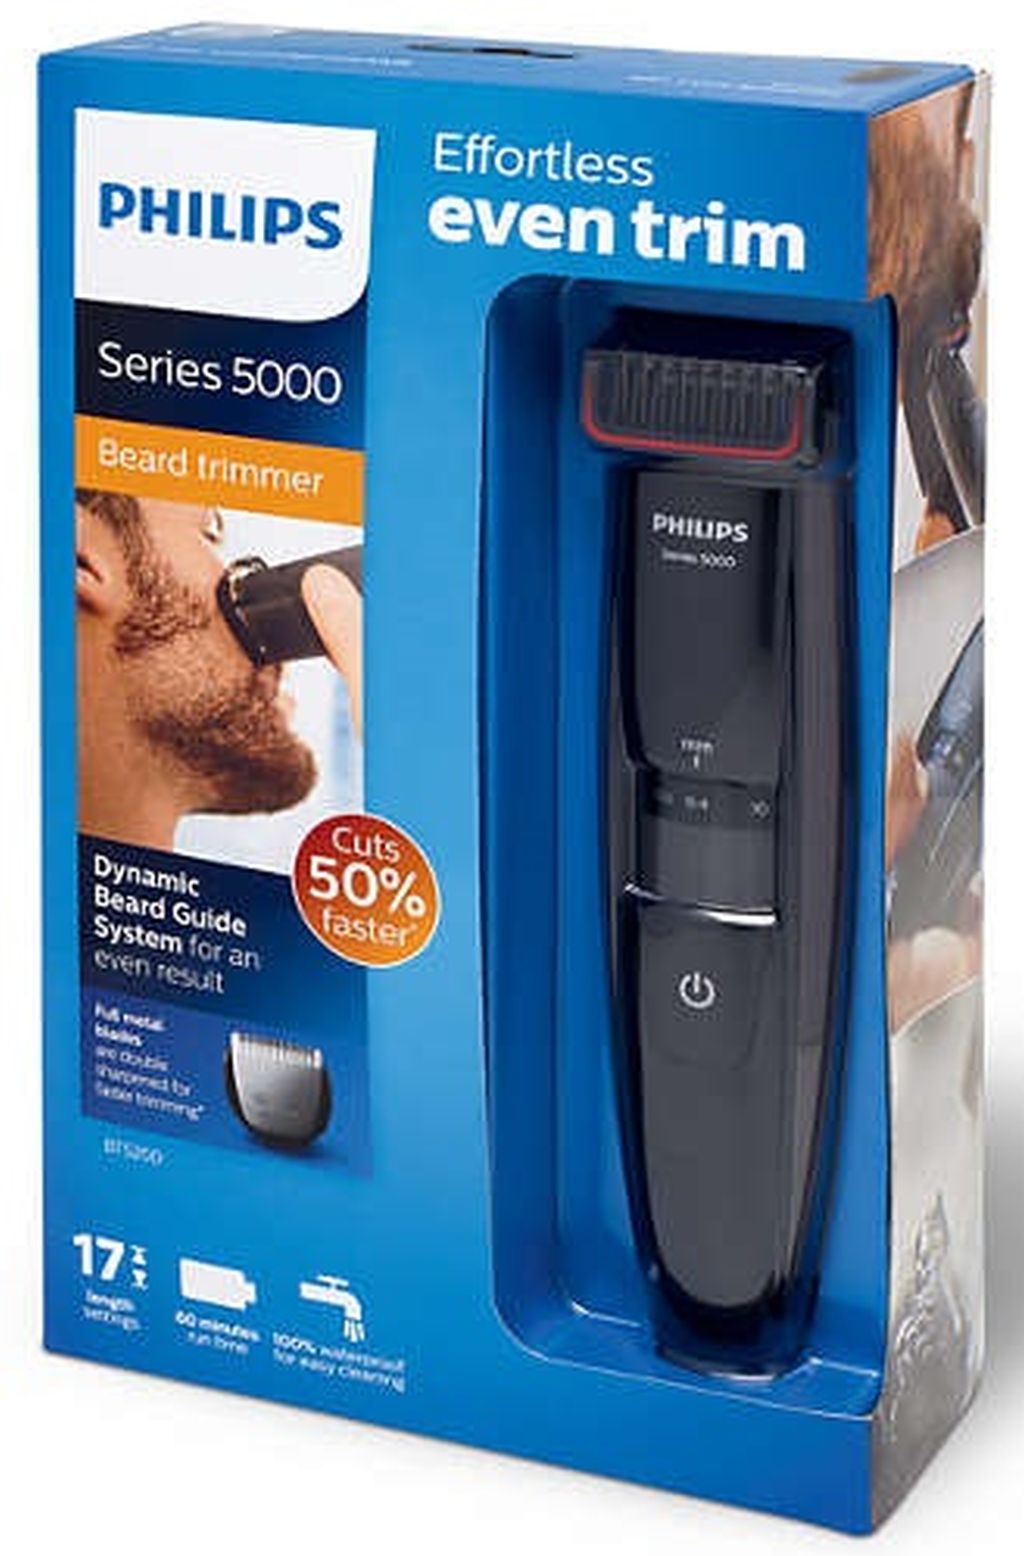 PHILIPS
Effortless
even trim
Series 5000
Beard trimmer
Cuts
50%
faster*
Dynamic
Beard Guide
System for an
even result
Full metal
blades
are double
sharpened for
faster trimming*
BT5200
17
length
settings
60 minutes
run time
100% waterproof
for easy cleaning
PHILIPS
Series 5000
mm
10